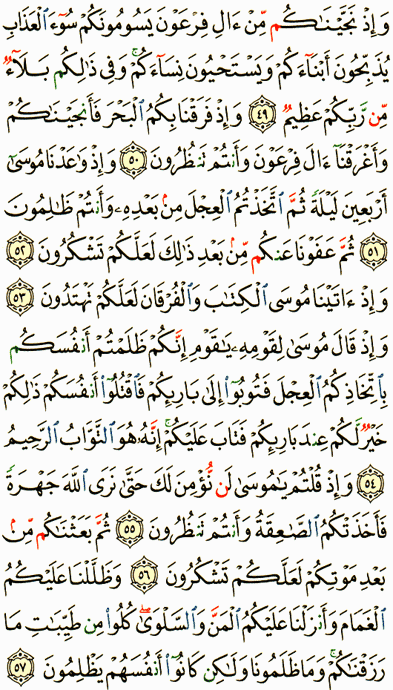 وَإِذْ نَجَّيْنَـٰكُم مِّنْ ءَالِ فِرْعَوْنَ يَسُومُونَكُمْ سُوٓءَ ٱلْعَذَابِ
يُذَبِّحُونَ أَبْنَآءَكُمْ وَيَسْتَحْيُونَ نِسَآءَكُمْ ۚ وَفِى ذَٰلِكُم بَلَآءٌ
مِّن رَّبِّكُمْ عَظِيمٌ ٤٩ وَإِذْ فَرَقْنَا بِكُمُ ٱلْبَحْرَ فَأَنجَيْنَـٰكُمْ
وَأَغْرَقْنَآ ءَالَ فِرْعَوْنَ وَأَنتُمْ تَنظُرُونَ ٥٠ وَإِذْ وَٰعَدْنَا مُوسَىٰٓ
أَرْبَعِينَ لَيْلَةً ثُمَّ ٱتَّخَذْتُمُ ٱلْعِجْلَ مِنۢ بَعْدِهِۦ وَأَنتُمْ ظَـٰلِمُونَ
٥١ ثُمَّ عَفَوْنَا عَنكُم مِّنۢ بَعْدِ ذَٰلِكَ لَعَلَّكُمْ تَشْكُرُونَ ٥٢
وَإِذْ ءَاتَيْنَا مُوسَى ٱلْكِتَـٰبَ وَٱلْفُرْقَانَ لَعَلَّكُمْ تَهْتَدُونَ ٥٣
وَإِذْ قَالَ مُوسَىٰ لِقَوْمِهِۦ يَـٰقَوْمِ إِنَّكُمْ ظَلَمْتُمْ أَنفُسَكُم
بِٱتِّخَاذِكُمُ ٱلْعِجْلَ فَتُوبُوٓا۟ إِلَىٰ بَارِئِكُمْ فَٱقْتُلُوٓا۟ أَنفُسَكُمْ ذَٰلِكُمْ
خَيْرٌ لَّكُمْ عِندَ بَارِئِكُمْ فَتَابَ عَلَيْكُمْ ۚ إِنَّهُۥ هُوَ ٱلتَّوَّابُ ٱلرَّحِيمُ
٥٤ وَإِذْ قُلْتُمْ يَـٰمُوسَىٰ لَن نُّؤْمِنَ لَكَ حَتَّىٰ نَرَى ٱللَّهَ جَهْرَةً
فَأَخَذَتْكُمُ ٱلصَّـٰعِقَةُ وَأَنتُمْ تَنظُرُونَ ٥٥ ثُمَّ بَعَثْنَـٰكُم مِّنۢ
بَعْدِ مَوْتِكُمْ لَعَلَّكُمْ تَشْكُرُونَ ٥٦ وَظَلَّلْنَا عَلَيْكُمُ
ٱلْغَمَامَ وَأَنزَلْنَا عَلَيْكُمُ ٱلْمَنَّ وَٱلسَّلْوَىٰ ۖ كُلُوا۟ مِن طَيِّبَـٰتِ مَا
رَزَقْنَـٰكُمْ ۖ وَمَا ظَلَمُونَا وَلَـٰكِن كَانُوٓا۟ أَنفُسَهُمْ يَظْلِمُونَ ٥٧